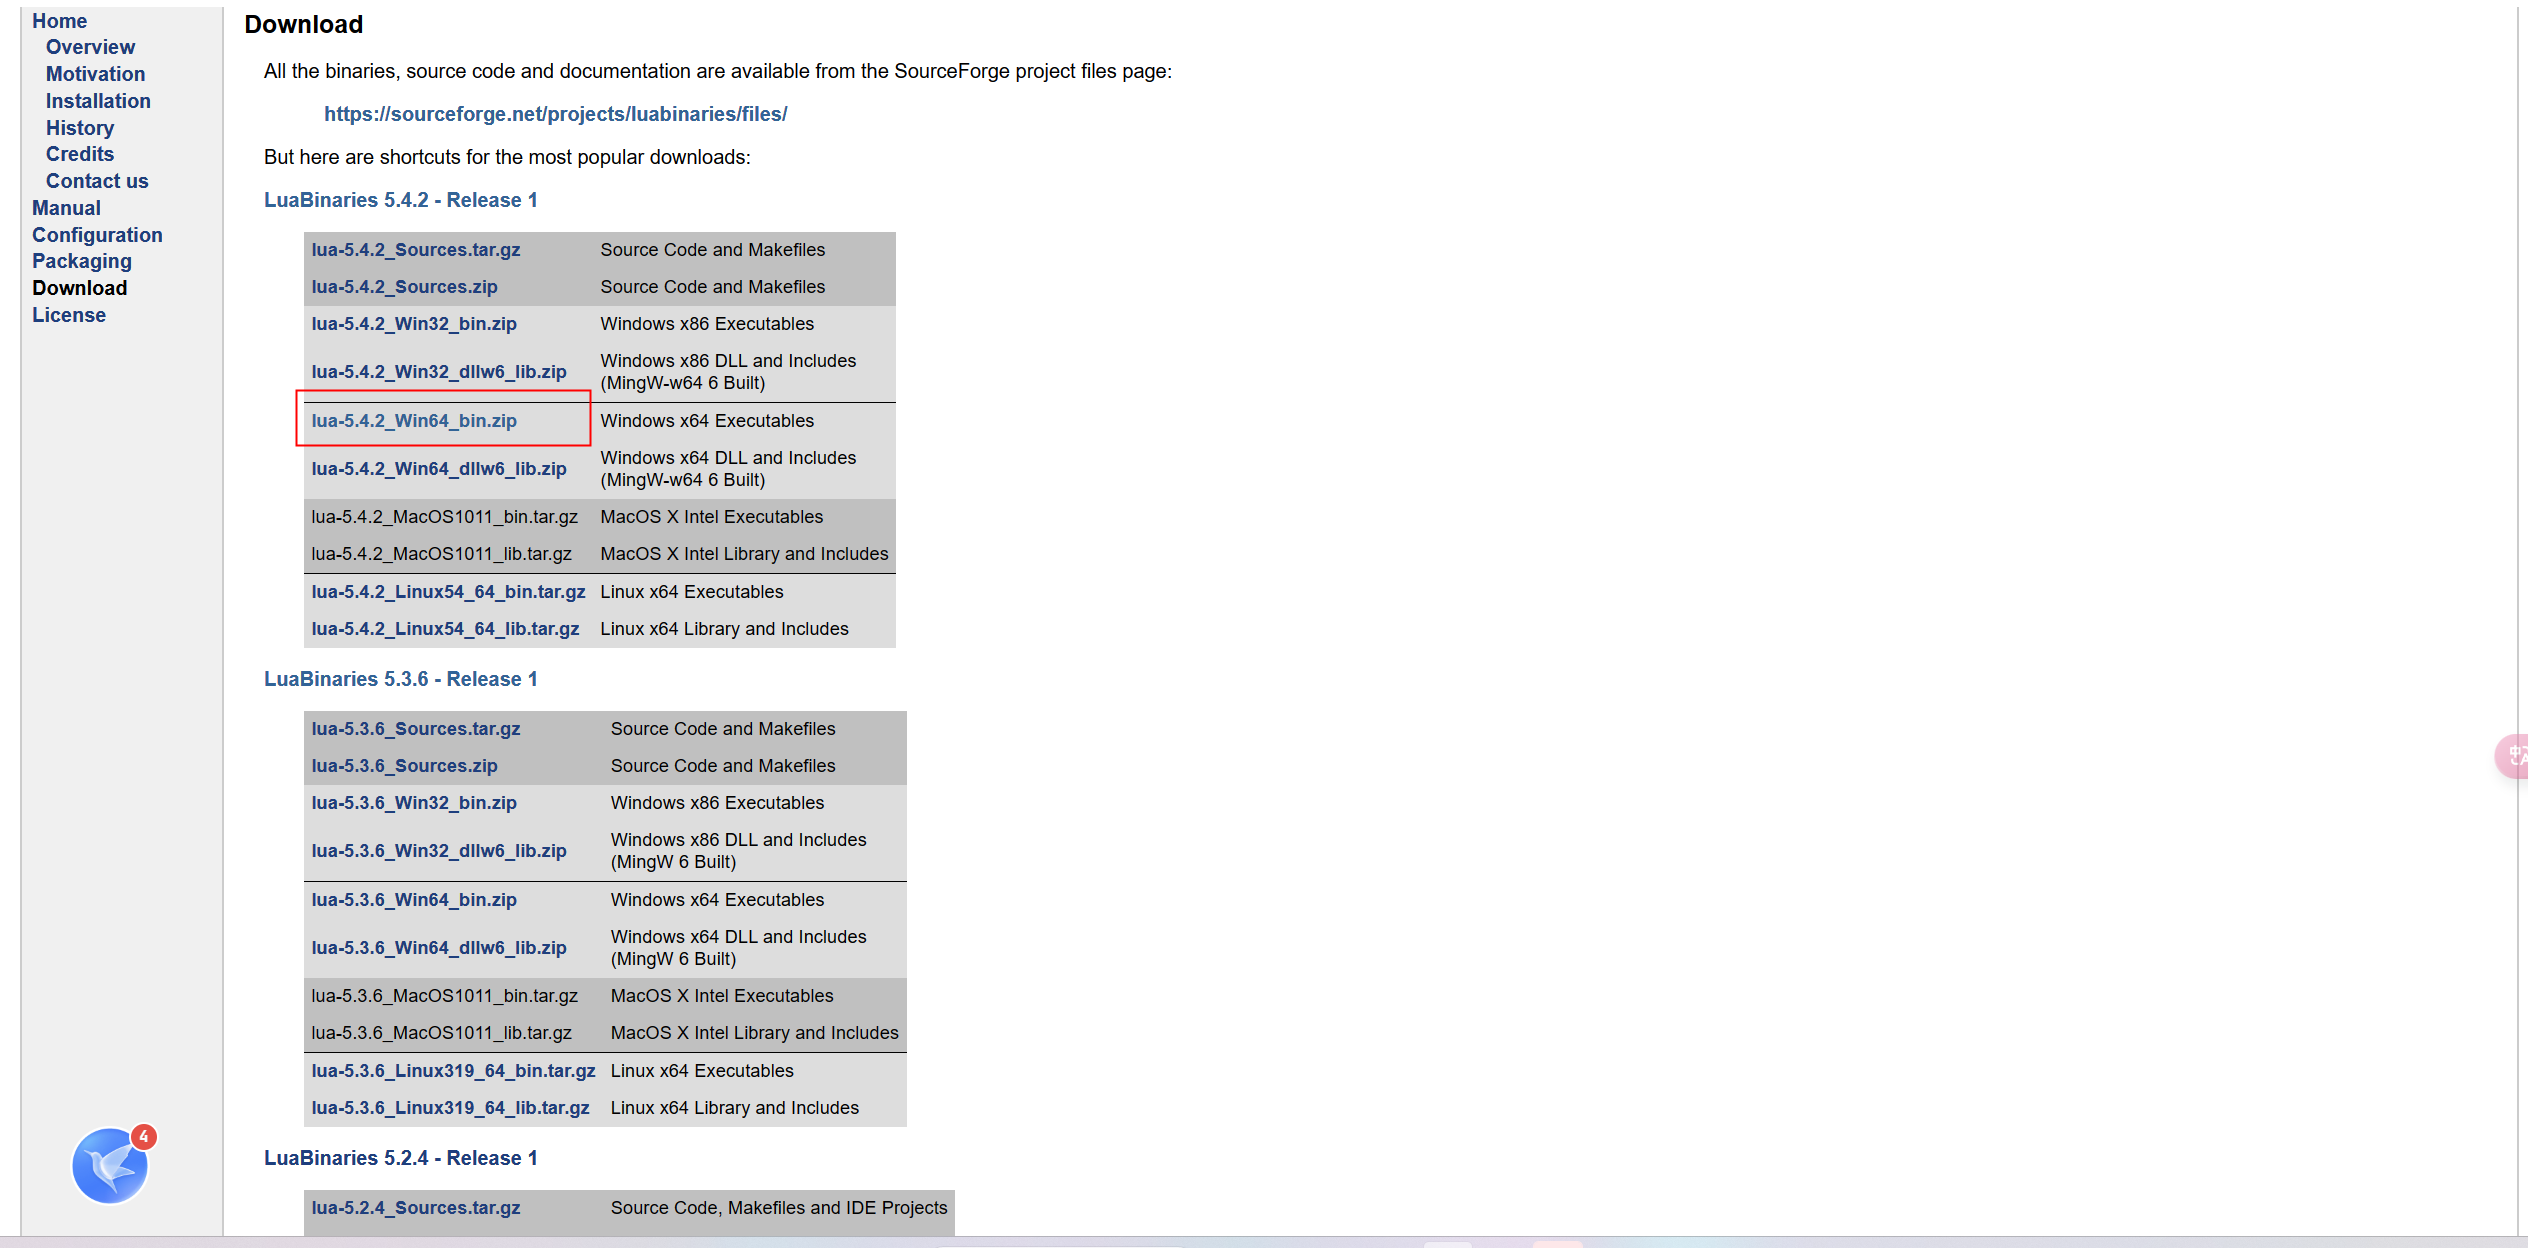 Home
Overview
Motivation
Installation
History
Credits
Contact us
Manual
Configuration
Packaging
Download
License
Download
All the binaries, source code and documentation are available from the SourceForge project files page:
https://sourceforge.net/projects/luabinaries/files/
But here are shortcuts for the most popular downloads:
LuaBinaries 5.4.2 - Release 1
lua-5.4.2_Sources.tar.gz Source Code and Makefiles
lua-5.4.2_Sources.zip Source Code and Makefiles
lua-5.4.2_Win32_bin.zip Windows x86 Executables
lua-5.4.2_Win32_dllw6_lib.zip Windows x86 DLL and Includes
(MingW-w64 6 Built)
lua-5.4.2_Win64_bin.zip Windows x64 Executables
lua-5.4.2_Win64_dllw6_lib.zip Windows x64 DLL and Includes
(MingW-w64 6 Built)
lua-5.4.2_MacOS1011_bin.tar.gz MacOS X Intel Executables
lua-5.4.2_MacOS1011_lib.tar.gz MacOS X Intel Library and Includes
lua-5.4.2_Linux54_64_bin.tar.gz Linux x64 Executables
lua-5.4.2_Linux54_64_lib.tar.gz Linux x64 Library and Includes
LuaBinaries 5.3.6 - Release 1
lua-5.3.6_Sources.tar.gz Source Code and Makefiles
lua-5.3.6_Sources.zip Source Code and Makefiles
lua-5.3.6_Win32_bin.zip Windows x86 Executables
lua-5.3.6_Win32_dllw6_lib.zip Windows x86 DLL and Includes
(MingW 6 Built)
lua-5.3.6_Win64_bin.zip Windows x64 Executables
lua-5.3.6_Win64_dllw6_lib.zip Windows x64 DLL and Includes
(MingW 6 Built)
lua-5.3.6_MacOS1011_bin.tar.gz MacOS X Intel Executables
lua-5.3.6_MacOS1011_lib.tar.gz MacOS X Intel Library and Includes
lua-5.3.6_Linux319_64_bin.tar.gz Linux x64 Executables
lua-5.3.6_Linux319_64_lib.tar.gz Linux x64 Library and Includes
LuaBinaries 5.2.4 - Release 1
lua-5.2.4_Sources.tar.gz Source Code, Makefiles and IDE Projects
4
中
A